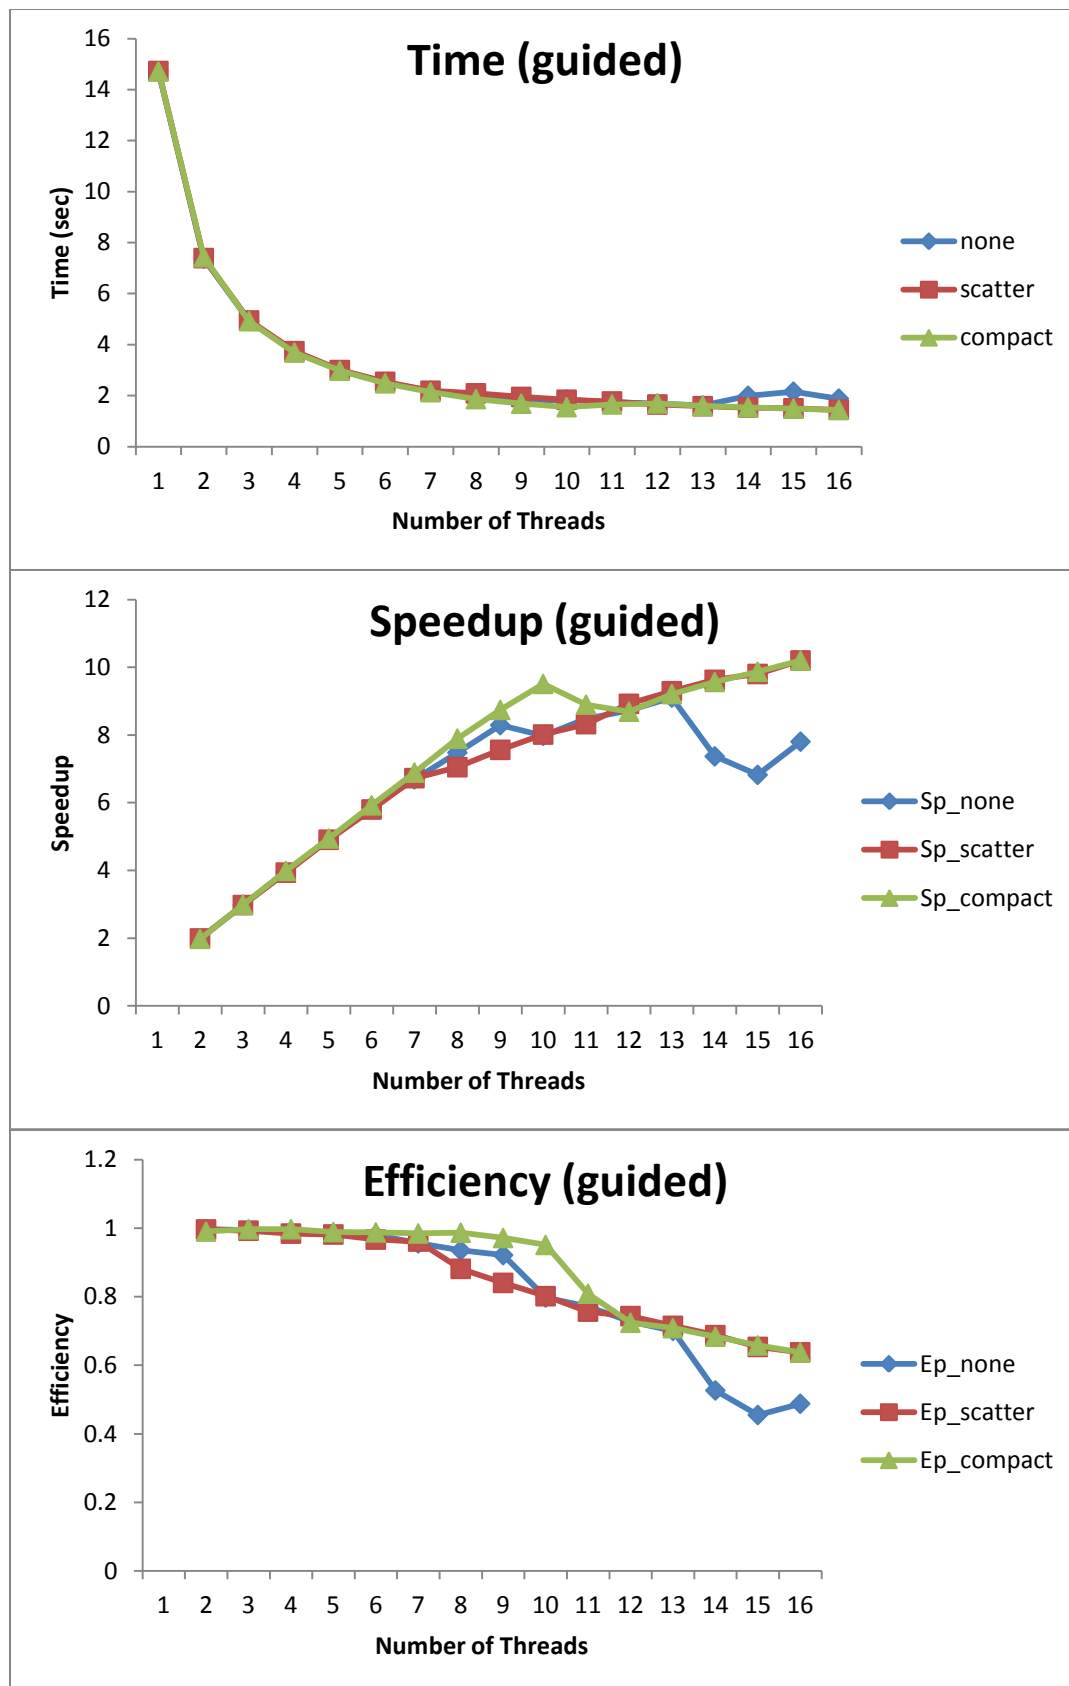 Time (guided)
16
14
12
10
8
6
4
2
0
Time (sec)
1 2 3 4 5 6 7 8 9 10 11 12 13 14 15 16
Number of Threads
none
scatter
compact
Speedup (guided)
12
10
8
6
4
2
0
Speedup
1 2 3 4 5 6 7 8 9 10 11 12 13 14 15 16
Number of Threads
Sp_none
Sp_scatter
Sp_compact
Efficiency (guided)
1.2
1
0.8
0.6
0.4
0.2
0
Efficiency
1 2 3 4 5 6 7 8 9 10 11 12 13 14 15 16
Number of Threads
Ep_none
Ep_scatter
Ep_compact